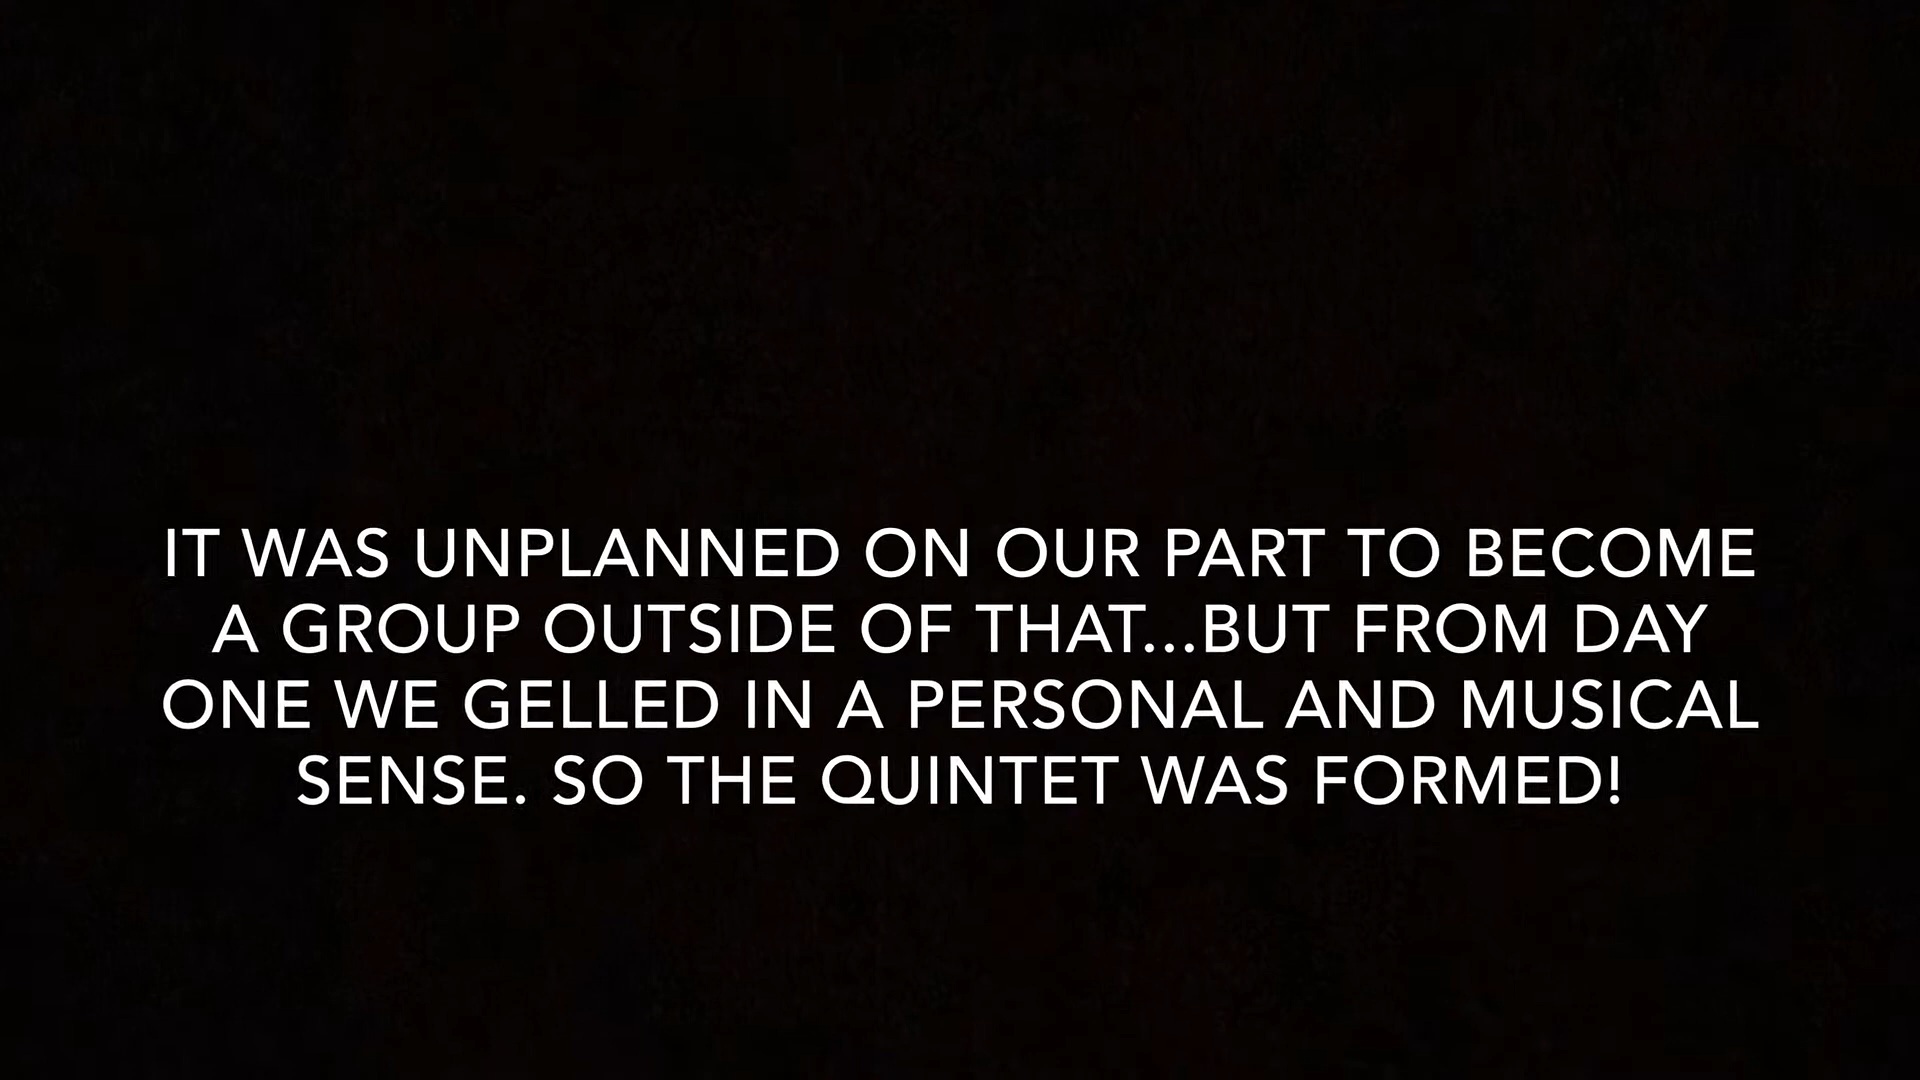 IT WAS UNPLANNED ON OUR PART TO BECOME
A GROUP OUTSIDE OF THAT...BUT FROM DAY
ONE WE GELLED IN A PERSONAL AND MUSICAL
SENSE. SO THE QUINTET WAS FORMED!